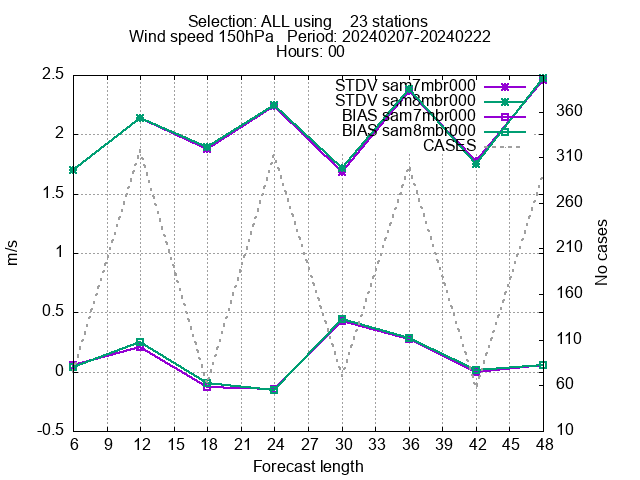 Selection: ALL using 23 stations
Wind speed 150hPa Period: 20240207-20240222
Hours: 00
STDV sam7mbr000
STDV sam8mbr000
BIAS sam7mbr000
BIAS sam8mbr000
CASES
2.5
2
1.5
1
0.5
0
-0.5
m/s
360
310
260
210
160
110
60
10
No cases
6 9 12 15 18 21 24 27 30 33 36 39 42 45 48
Forecast length